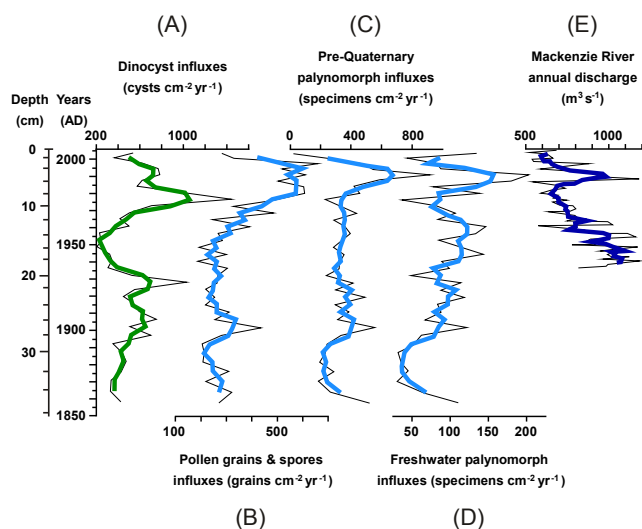 (A)
(C)
(E)
Dinocyst influxes
(cysts cm-2 yr-1)
Pre-Quaternary
palynomorph influxes
(specimens cm-2 yr-1)
Mackenzie River
annual discharge
(m3 s-1)
Depth
(cm)
Years
(AD)
200 1000
0 400 800
500 1000
0
10
20
30
2000
1950
1900
1850
100 500
50 100 150 200
Pollen grains & spores
influxes (grains cm-2 yr-1)
Freshwater palynomorph
influxes (specimens cm-2 yr-1)
(B)
(D)